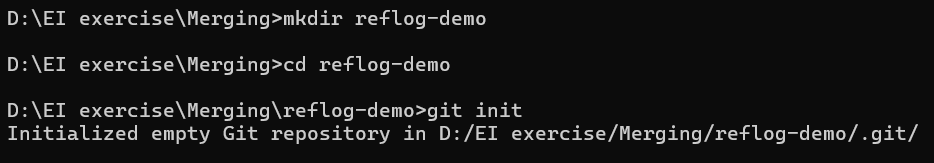 D:\EI exercise\Merging>mkdir reflog-demo
D:\EI exercise\Merging>cd reflog-demo
D:\EI exercise\Merging\reflog-demo>git init
Initialized empty Git repository in D:/EI exercise/Merging/reflog-demo/.git/